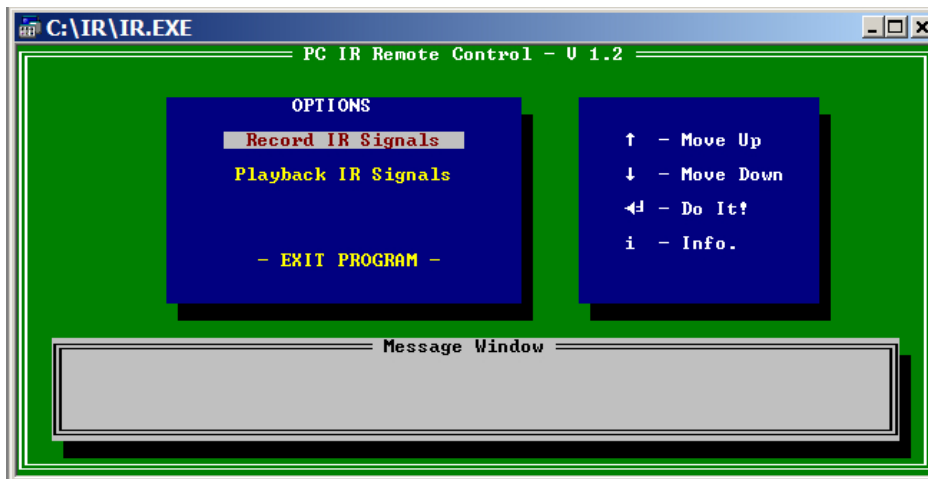 C:\IR\IR.EXE
PC IR Remote Control - V 1.2
OPTIONS
Record IR Signals
Playback IR Signals
- EXIT PROGRAM -
↑ - Move Up
↓ - Move Down
◄┘ - Do It!
i - Info.
Message Window